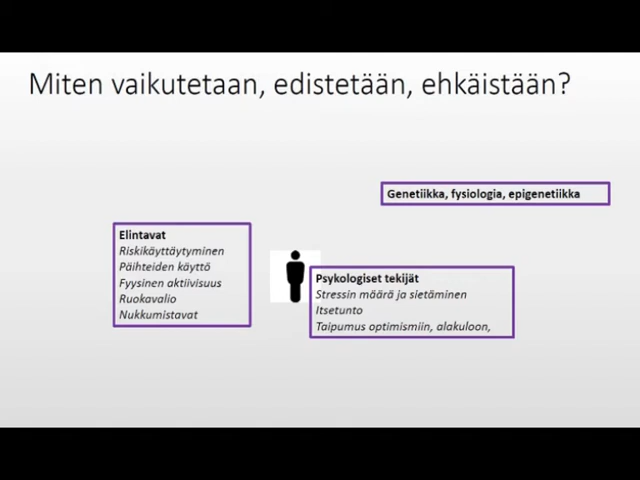 Miten vaikutetaan, edistetään, ehkäistään?
Genetiikka, fysiologia, epigenetiikka
Elintavat
Riskikäyttäytyminen
Päihteiden käyttö
Fyysinen aktiivisuus
Ruokavalio
Nukkumistavat
Psykologiset tekijät
Stressin määrä ja sietäminen
Itsetunto
Taipumus optimismiin, alakuloon,